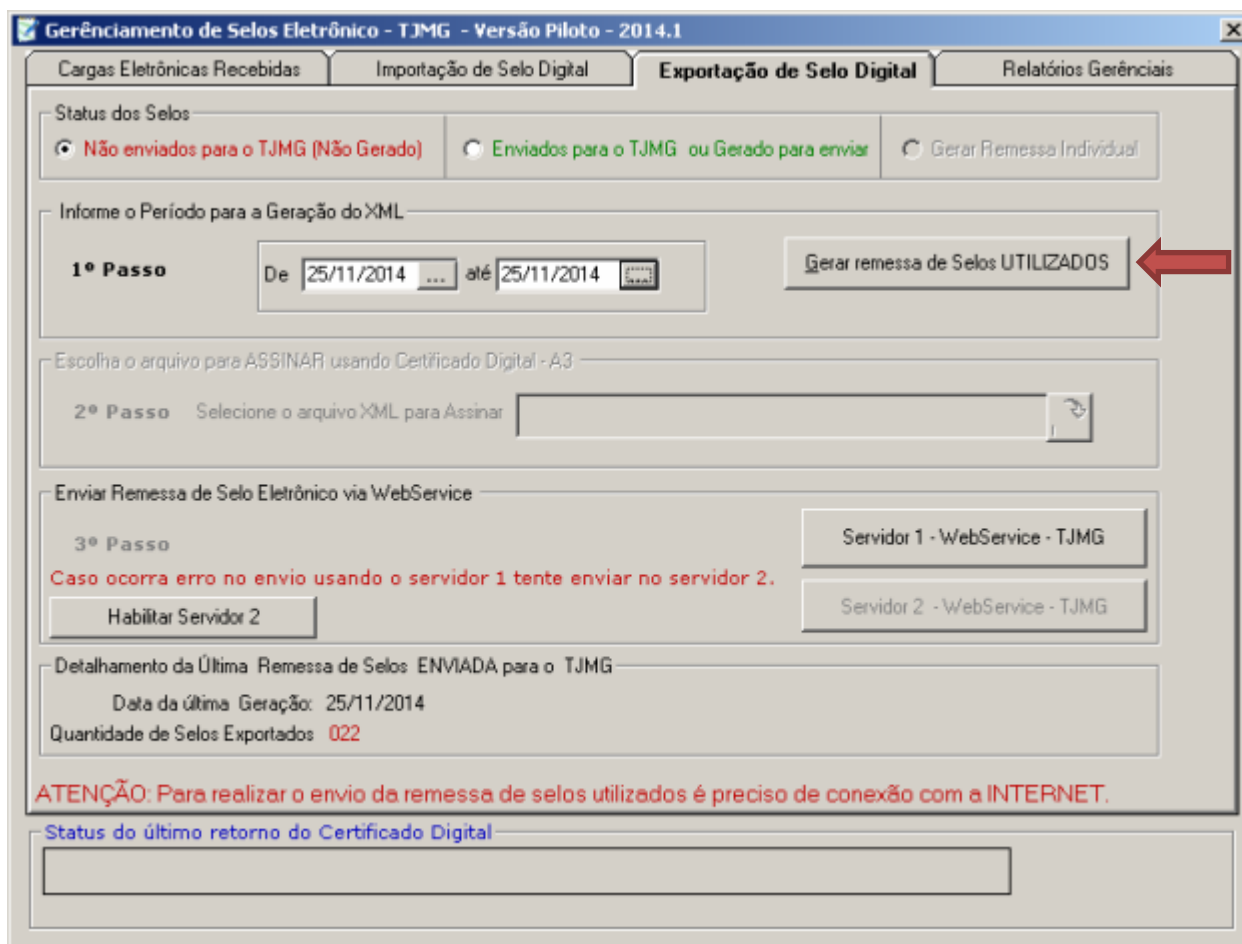 Gerênciamento de Selos Eletrônico - TJMG - Versão Piloto - 2014.1
Cargas Eletrônicas Recebidas
Importação de Selo Digital
Exportação de Selo Digital
Relatórios Gerênciais
Status dos Selos
Não enviados para o TJMG (Não Gerado)
Enviados para o TJMG ou Gerado para enviar
Gerar Remessa Individual
Informe o Período para a Geração do XML
1º Passo
De 25/11/2014 ... até 25/11/2014 ...
Gerar remessa de Selos UTILIZADOS
Escolha o arquivo para ASSINAR usando Certificado Digital - A3
2º Passo Selecione o arquivo XML para Assinar
Enviar Remessa de Selo Eletrônico via WebService
3º Passo
Servidor 1 - WebService - TJMG
Caso ocorra erro no envio usando o servidor 1 tente enviar no servidor 2.
Habilitar Servidor 2
Servidor 2 - WebService - TJMG
Detalhamento da Última Remessa de Selos ENVIADA para o TJMG
Data da última Geração: 25/11/2014
Quantidade de Selos Exportados 022
ATENÇÃO: Para realizar o envio da remessa de selos utilizados é preciso de conexão com a INTERNET.
Status do último retorno do Certificado Digital